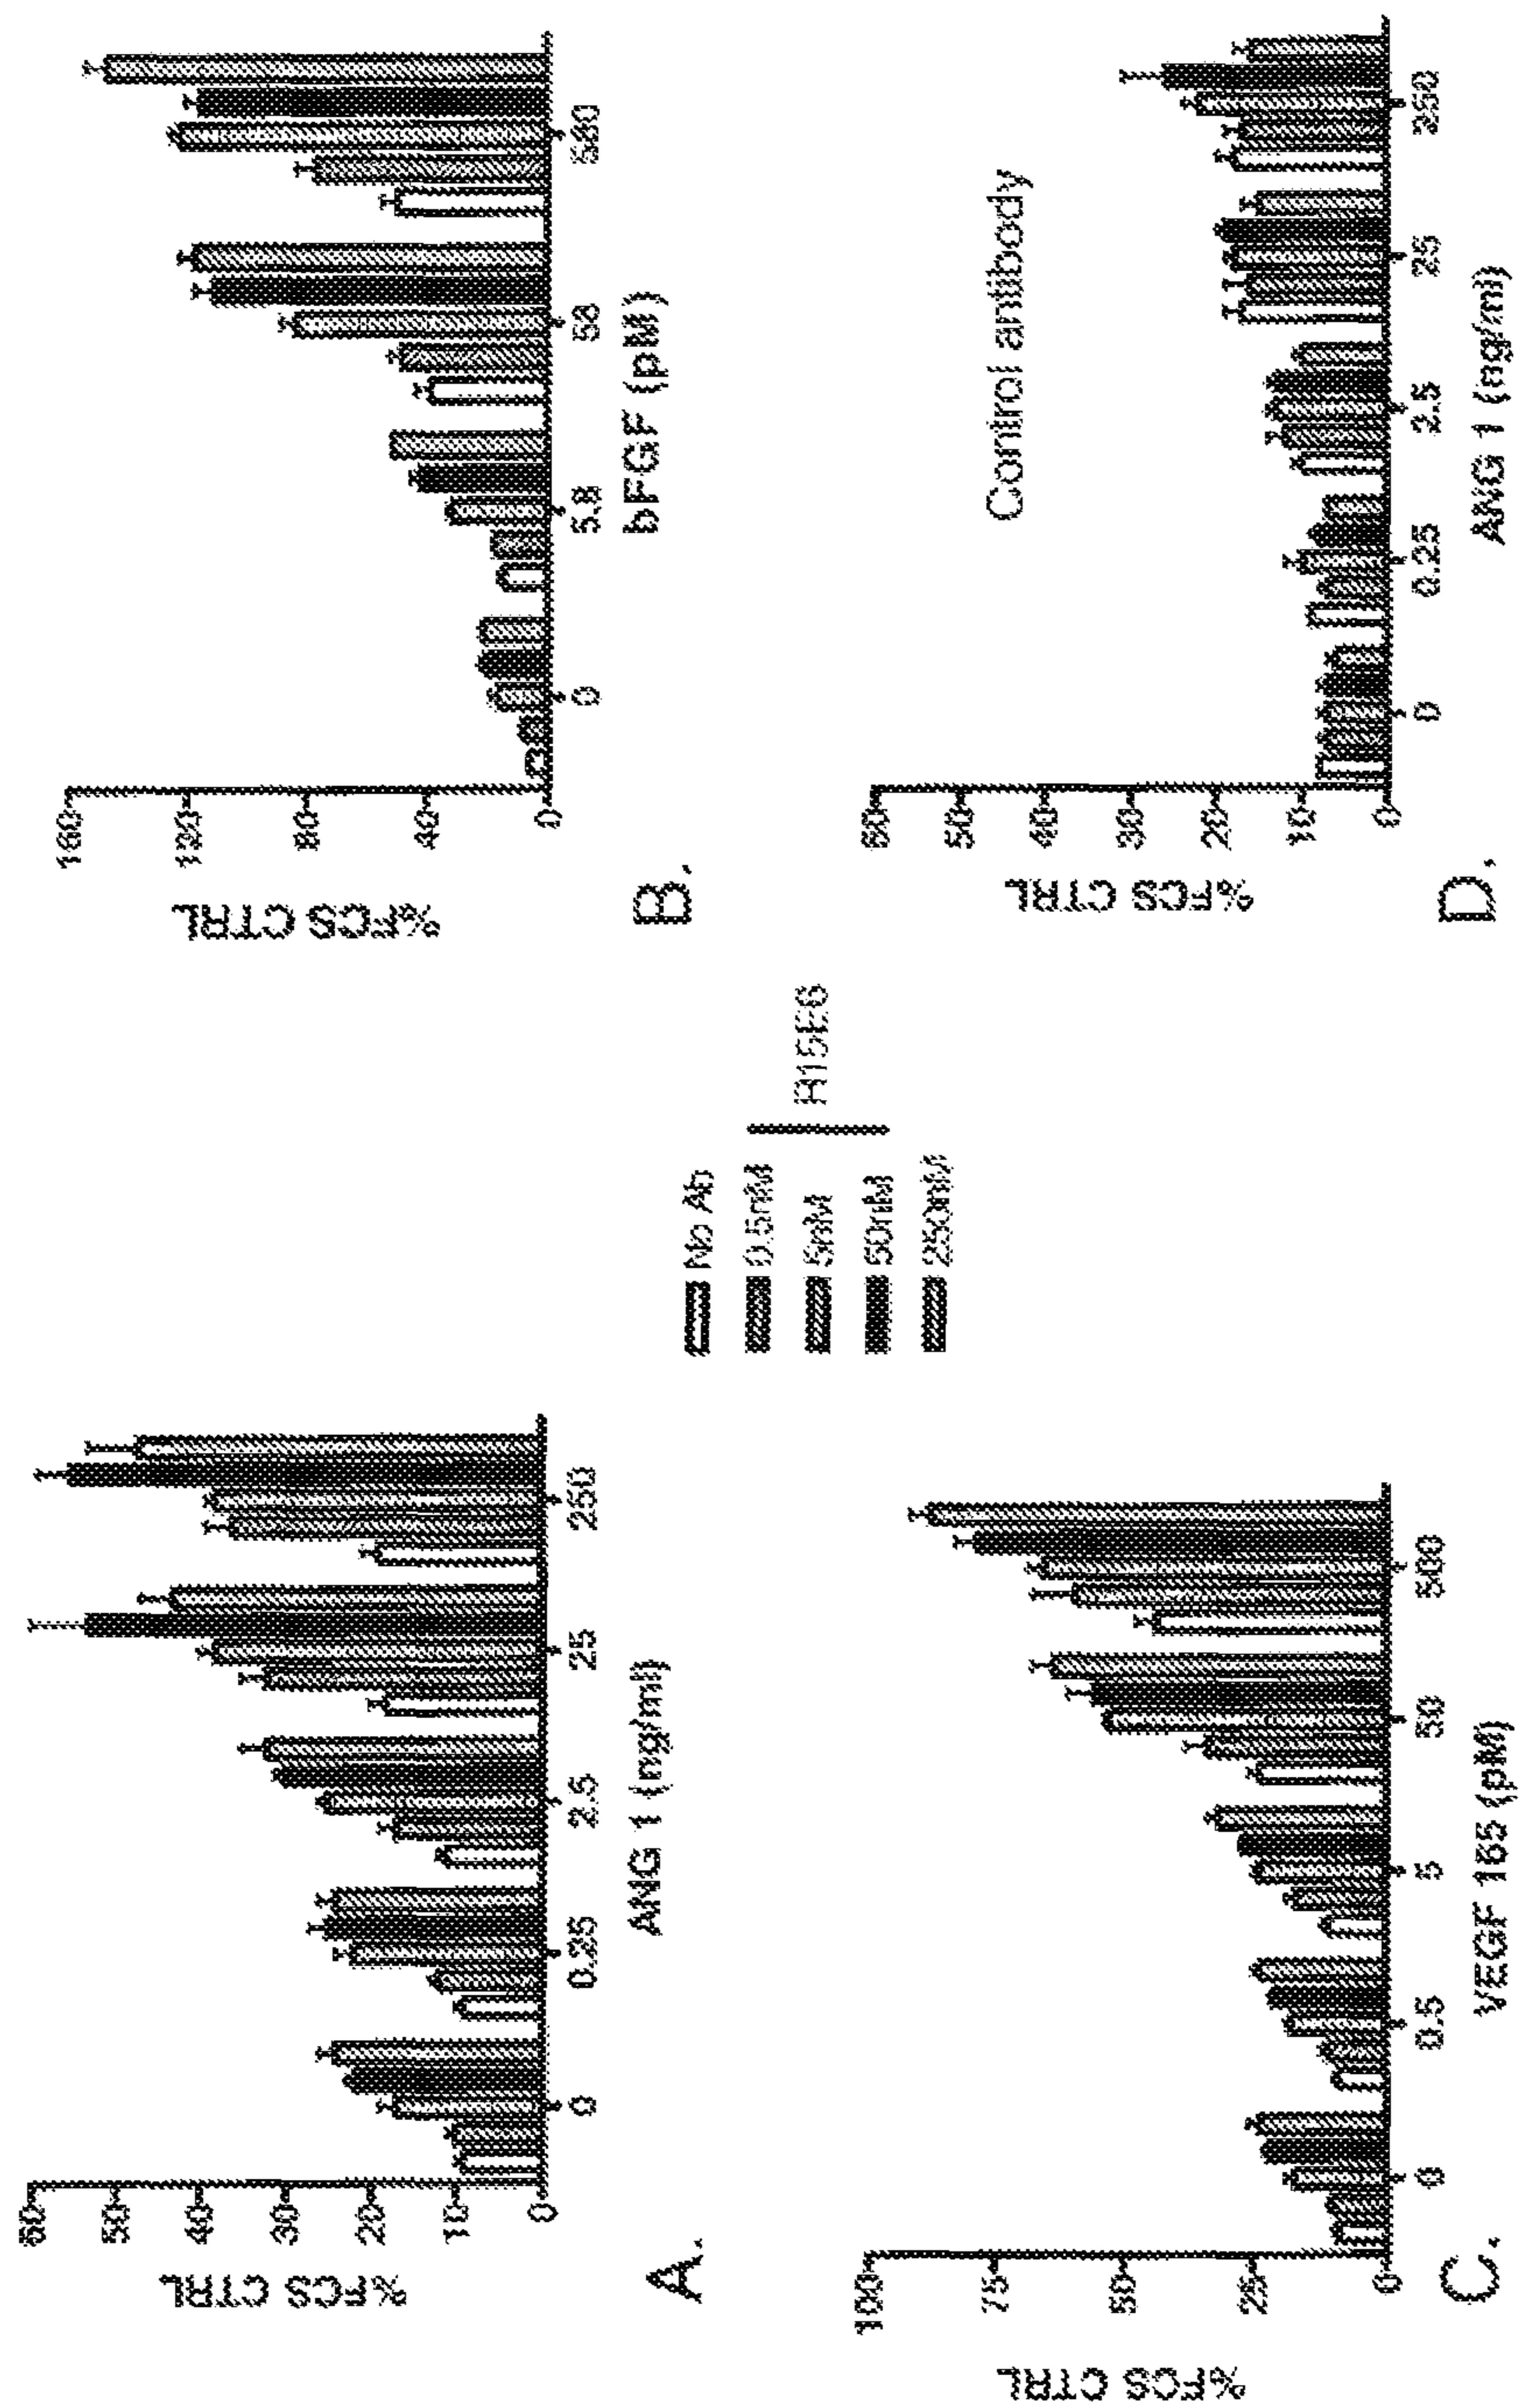 60
50
40
30
20
10
0
%FCS CTRL
0
0.25
2.5
25
250
ANG 1 (ng/ml)
A.
160
120
80
40
0
%FCS CTRL
0
5.8
58
580
bFGF (pM)
B.
No Ab
0.5nM
5nM
50nM
250nM
R15E6
100
75
50
25
0
%FCS CTRL
0
0.5
5
50
500
VEGF 165 (pM)
C.
Control antibody
60
50
40
30
20
10
0
%FCS CTRL
0
0.25
2.5
25
250
ANG 1 (ng/ml)
D.